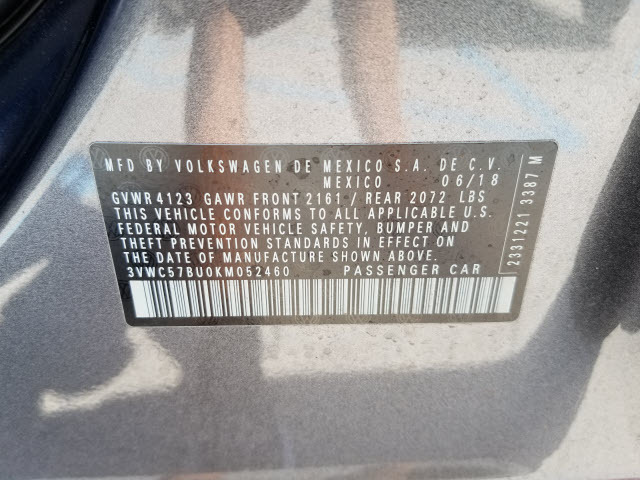 MFD BY VOLKSWAGEN DE MEXICO S.A. DE C.V.
MEXICO 06/18
GVWR 4123 GAWR FRONT 2161 / REAR 2072 LBS
THIS VEHICLE CONFORMS TO ALL APPLICABLE U.S.
FEDERAL MOTOR VEHICLE SAFETY, BUMPER AND
THEFT PREVENTION STANDARDS IN EFFECT ON
THE DATE OF MANUFACTURE SHOWN ABOVE.
3VWC57BU0KM052460 PASSENGER CAR
2331221 3387 M